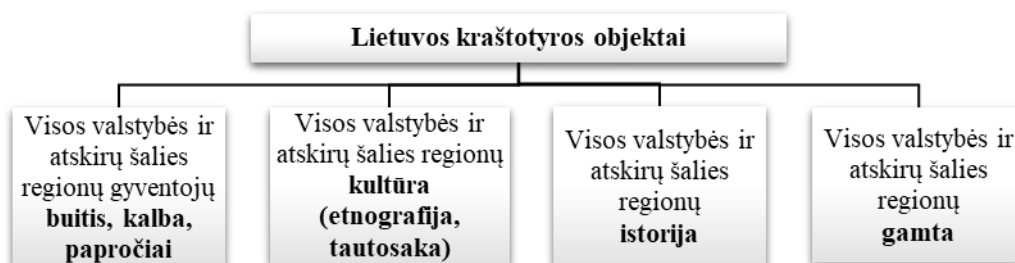 Lietuvos kraštotyros objektai
Visos valstybės ir
atskirų šalies
regionų gyventojų
buitis, kalba,
papročiai
Visos valstybės ir
atskirų šalies regionų
kultūra
(etnografija,
tautosaka)
Visos valstybės ir
atskirų šalies
regionų
istorija
Visos valstybės ir
atskirų šalies
regionų
gamta